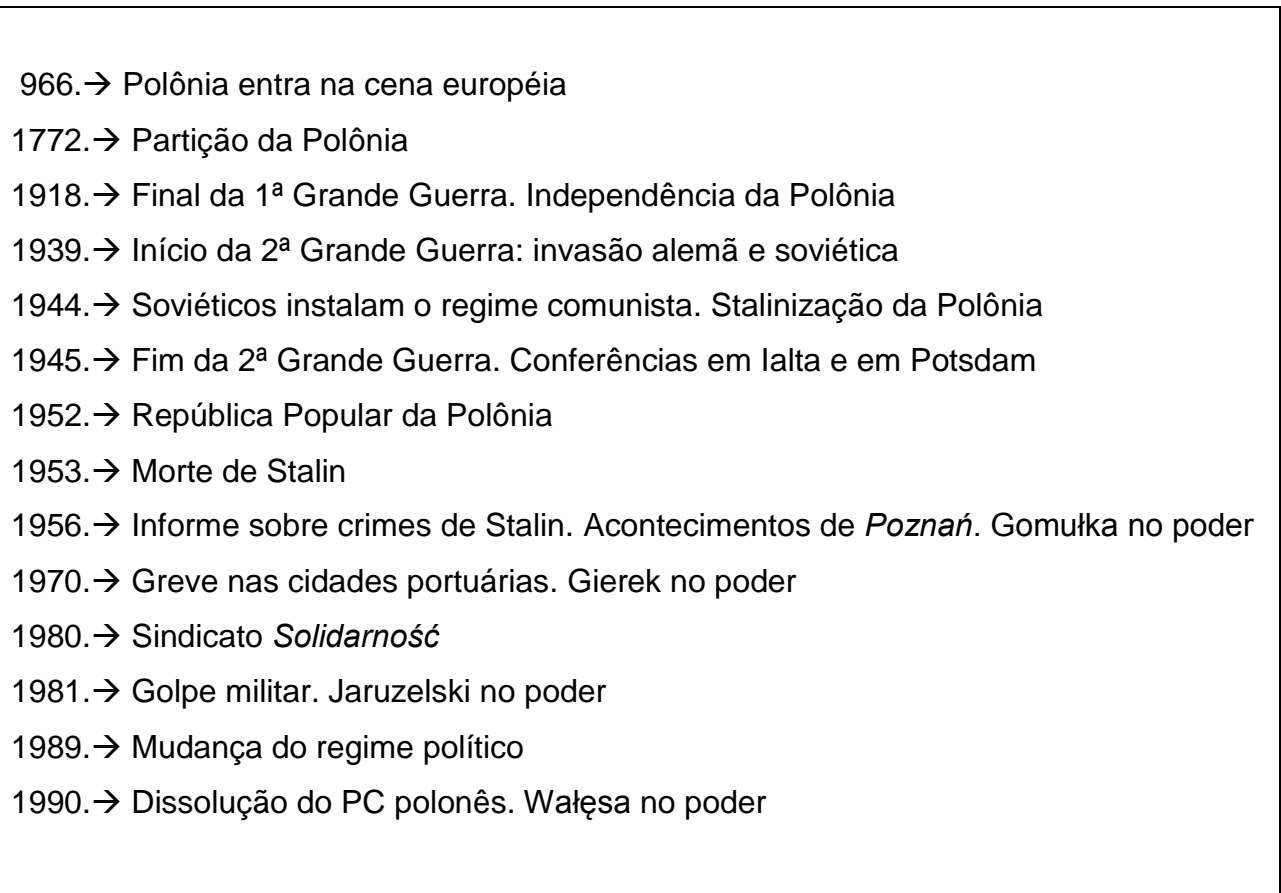 966.→ Polônia entra na cena européia
1772.→ Partição da Polônia
1918.→ Final da 1ª Grande Guerra. Independência da Polônia
1939.→ Início da 2ª Grande Guerra: invasão alemã e soviética
1944.→ Soviéticos instalam o regime comunista. Stalinização da Polônia
1945.→ Fim da 2ª Grande Guerra. Conferências em Ialta e em Potsdam
1952.→ República Popular da Polônia
1953.→ Morte de Stalin
1956.→ Informe sobre crimes de Stalin. Acontecimentos de Poznań. Gomułka no poder
1970.→ Greve nas cidades portuárias. Gierek no poder
1980.→ Sindicato Solidarność
1981.→ Golpe militar. Jaruzelski no poder
1989.→ Mudança do regime político
1990.→ Dissolução do PC polonês. Wałęsa no poder